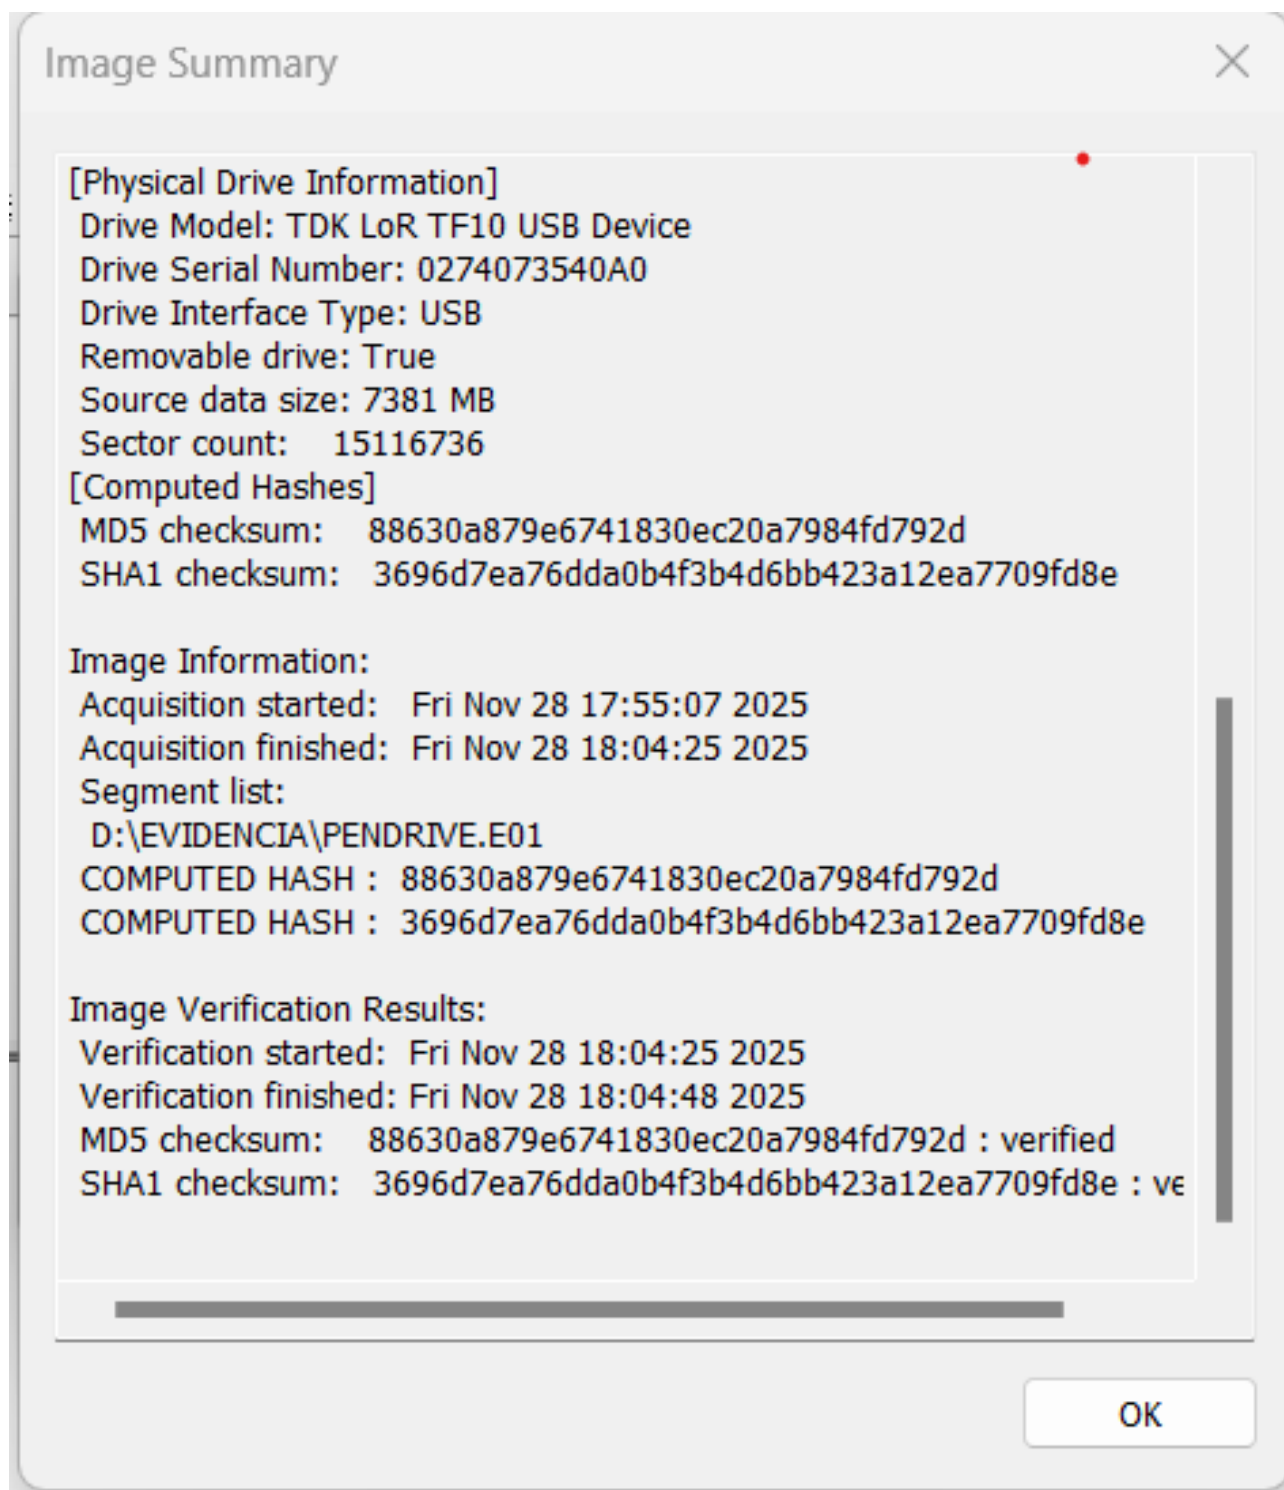 Image Summary
[Physical Drive Information]
Drive Model: TDK LoR TF10 USB Device
Drive Serial Number: 0274073540A0
Drive Interface Type: USB
Removable drive: True
Source data size: 7381 MB
Sector count: 15116736
[Computed Hashes]
MD5 checksum: 88630a879e6741830ec20a7984fd792d
SHA1 checksum: 3696d7ea76dda0b4f3b4d6bb423a12ea7709fd8e
Image Information:
Acquisition started: Fri Nov 28 17:55:07 2025
Acquisition finished: Fri Nov 28 18:04:25 2025
Segment list:
D:\EVIDENCIA\PENDRIVE.E01
COMPUTED HASH : 88630a879e6741830ec20a7984fd792d
COMPUTED HASH : 3696d7ea76dda0b4f3b4d6bb423a12ea7709fd8e
Image Verification Results:
Verification started: Fri Nov 28 18:04:25 2025
Verification finished: Fri Nov 28 18:04:48 2025
MD5 checksum: 88630a879e6741830ec20a7984fd792d : verified
SHA1 checksum: 3696d7ea76dda0b4f3b4d6bb423a12ea7709fd8e : ve
OK